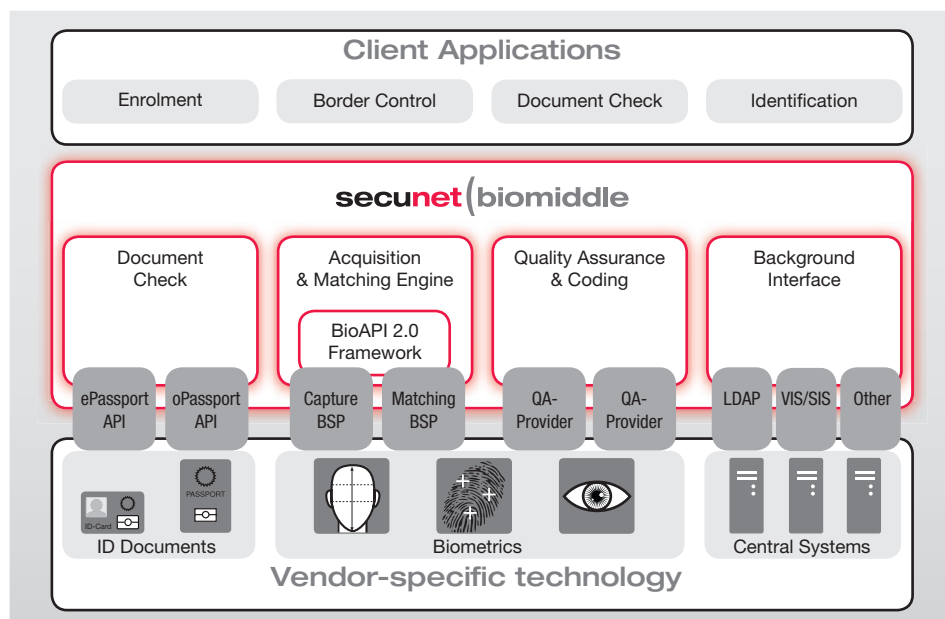 Client Applications
Enrolment
Border Control
Document Check
Identification
secunet(biomiddle
Document
Check
Acquisition
& Matching Engine
BioAPI 2.0
Framework
Quality Assurance
& Coding
Background
Interface
ePassport
API
oPassport
API
Capture
BSP
Matching
BSP
QA-
Provider
QA-
Provider
LDAP
VIS/SIS
Other
ID-Card
PASSPORT
ID Documents
Biometrics
Central Systems
Vendor-specific technology